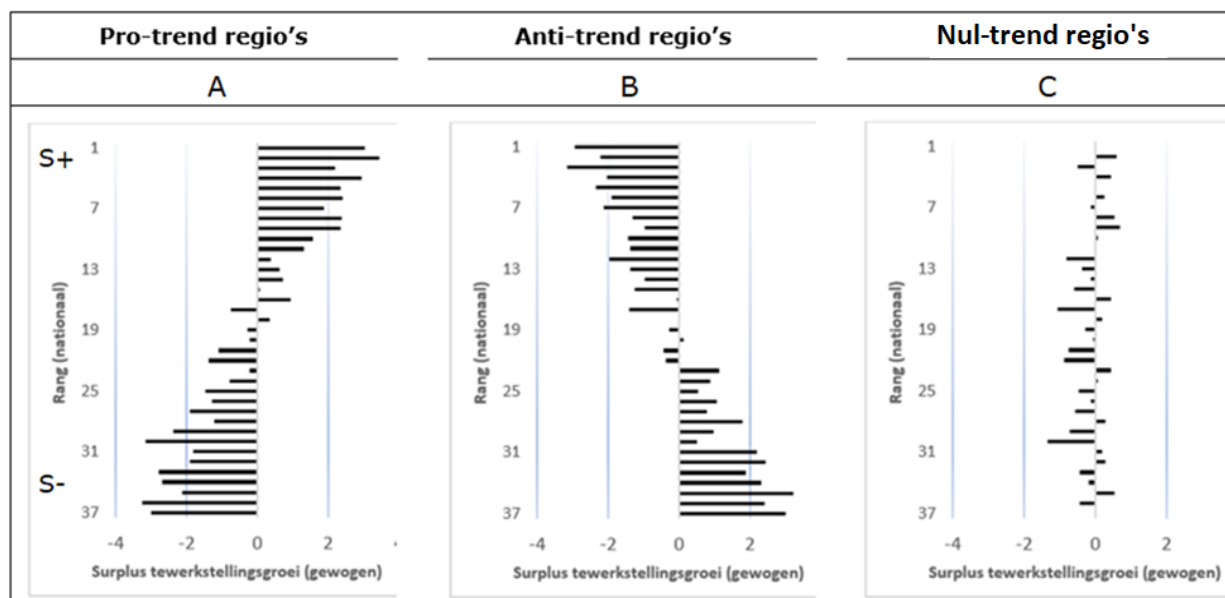 Pro-trend regio’s Anti-trend regio’s Nul-trend regio's
A B C
S+
S-
Rang (nationaal)
1
7
13
19
25
31
37
-4 -2 0 2 4
Surplus tewerkstellingsgroei (gewogen)
Rang (nationaal)
1
7
13
19
25
31
37
-4 -2 0 2
Surplus tewerkstellingsgroei (gewogen)
Rang (nationaal)
1
7
13
19
25
31
37
-4 -2 0 2
Surplus tewerkstellingsgroei (gewogen)